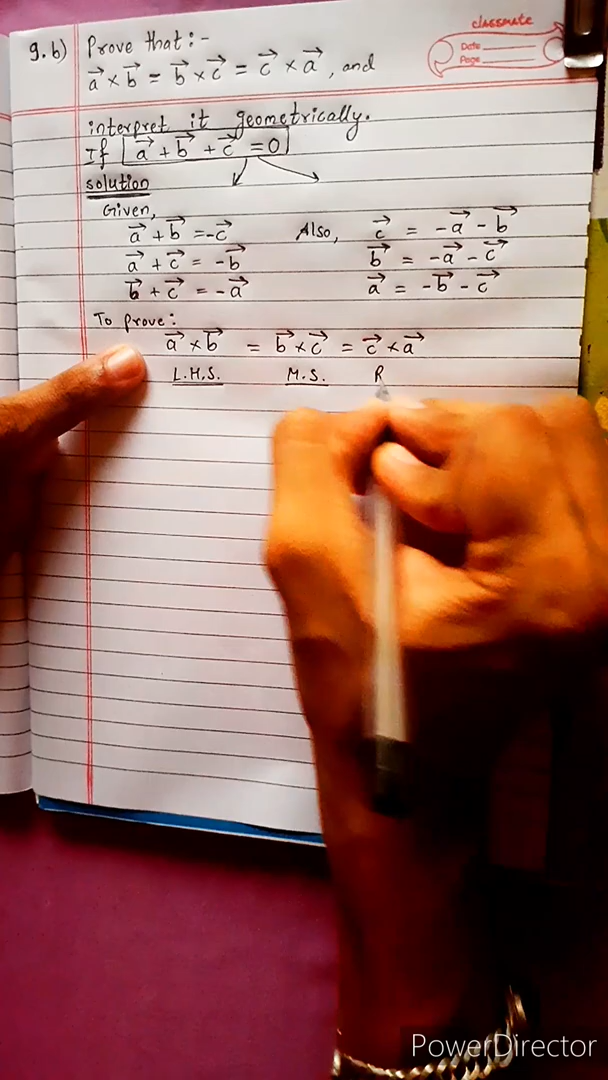 classmate
Date
Page
9. b) Prove that :-
a⃗ × b⃗ = b⃗ × c⃗ = c⃗ × a⃗ , and
interpret it geometrically.
If a⃗ + b⃗ + c⃗ = 0
solution
Given,
a⃗ + b⃗ = -c⃗ Also, c⃗ = -a⃗ - b⃗
a⃗ + c⃗ = -b⃗ b⃗ = -a⃗ - c⃗
b⃗ + c⃗ = -a⃗ a⃗ = -b⃗ - c⃗
To prove:
a⃗ × b⃗ = b⃗ × c⃗ = c⃗ × a⃗
L.H.S. M.S. R
PowerDirector